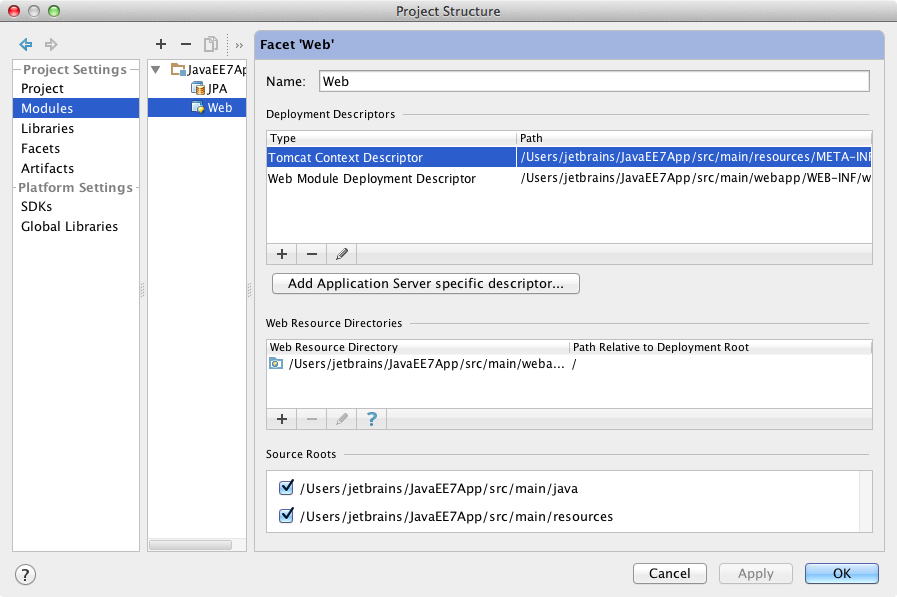 Project Structure
Project Settings
Project
Modules
Libraries
Facets
Artifacts
Platform Settings
SDKs
Global Libraries
»
JavaEE7Ap
JPA
Web
Facet 'Web'
Name: Web
Deployment Descriptors
Type Path
Tomcat Context Descriptor /Users/jetbrains/JavaEE7App/src/main/resources/META-INF
Web Module Deployment Descriptor /Users/jetbrains/JavaEE7App/src/main/webapp/WEB-INF/w
Add Application Server specific descriptor...
Web Resource Directories
Web Resource Directory Path Relative to Deployment Root
/Users/jetbrains/JavaEE7App/src/main/weba... /
?
Source Roots
/Users/jetbrains/JavaEE7App/src/main/java
/Users/jetbrains/JavaEE7App/src/main/resources
? Cancel Apply OK